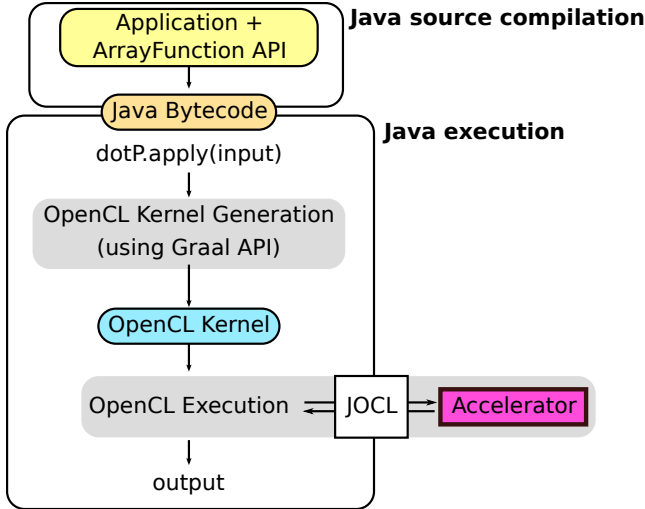 Java source compilation
Application +
ArrayFunction API
Java Bytecode
Java execution
dotP.apply(input)
OpenCL Kernel Generation
(using Graal API)
OpenCL Kernel
OpenCL Execution
JOCL
Accelerator
output